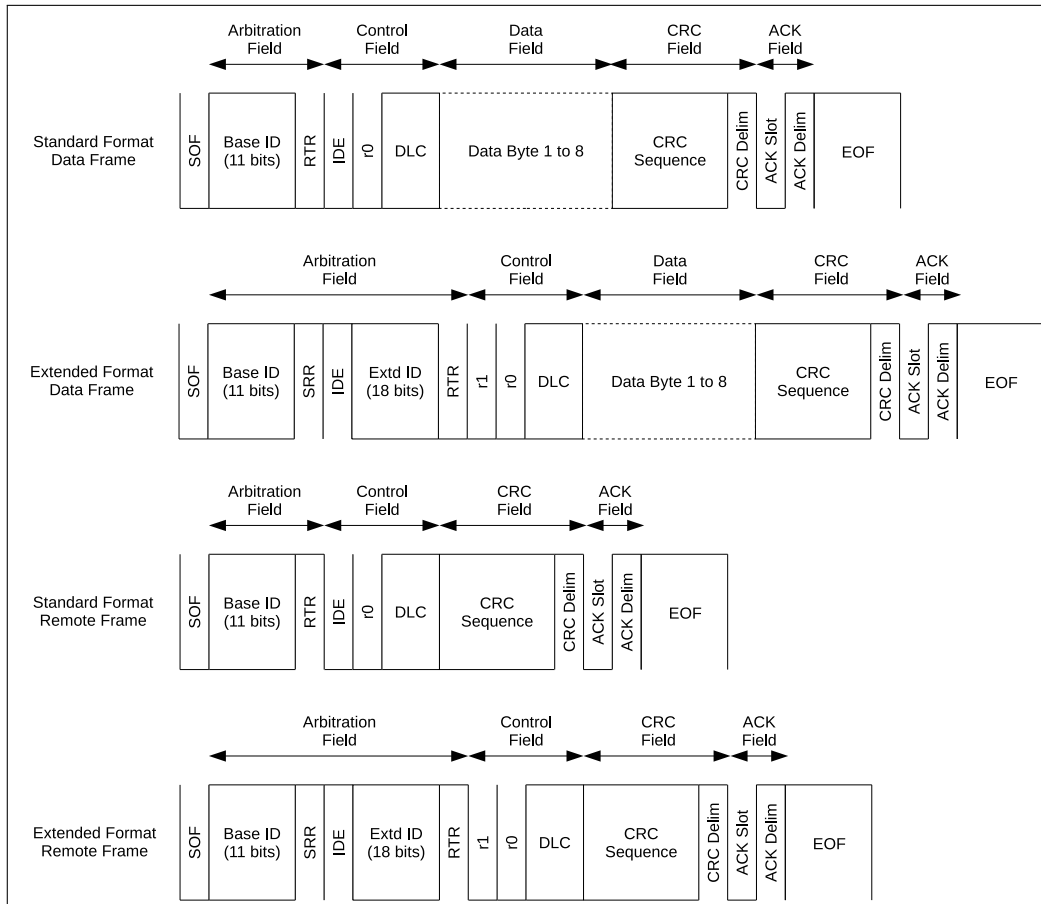 Arbitration
Field
Control
Field
Data
Field
CRC
Field
ACK
Field
Standard Format
Data Frame
SOF
Base ID
(11 bits)
RTR
IDE
r0
DLC
Data Byte 1 to 8
CRC
Sequence
CRC Delim
ACK Slot
ACK Delim
EOF
Arbitration
Field
Control
Field
Data
Field
CRC
Field
ACK
Field
Extended Format
Data Frame
SOF
Base ID
(11 bits)
SRR
IDE
Extd ID
(18 bits)
RTR
r1
r0
DLC
Data Byte 1 to 8
CRC
Sequence
CRC Delim
ACK Slot
ACK Delim
EOF
Arbitration
Field
Control
Field
CRC
Field
ACK
Field
Standard Format
Remote Frame
SOF
Base ID
(11 bits)
RTR
IDE
r0
DLC
CRC
Sequence
CRC Delim
ACK Slot
ACK Delim
EOF
Arbitration
Field
Control
Field
CRC
Field
ACK
Field
Extended Format
Remote Frame
SOF
Base ID
(11 bits)
SRR
IDE
Extd ID
(18 bits)
RTR
r1
r0
DLC
CRC
Sequence
CRC Delim
ACK Slot
ACK Delim
EOF